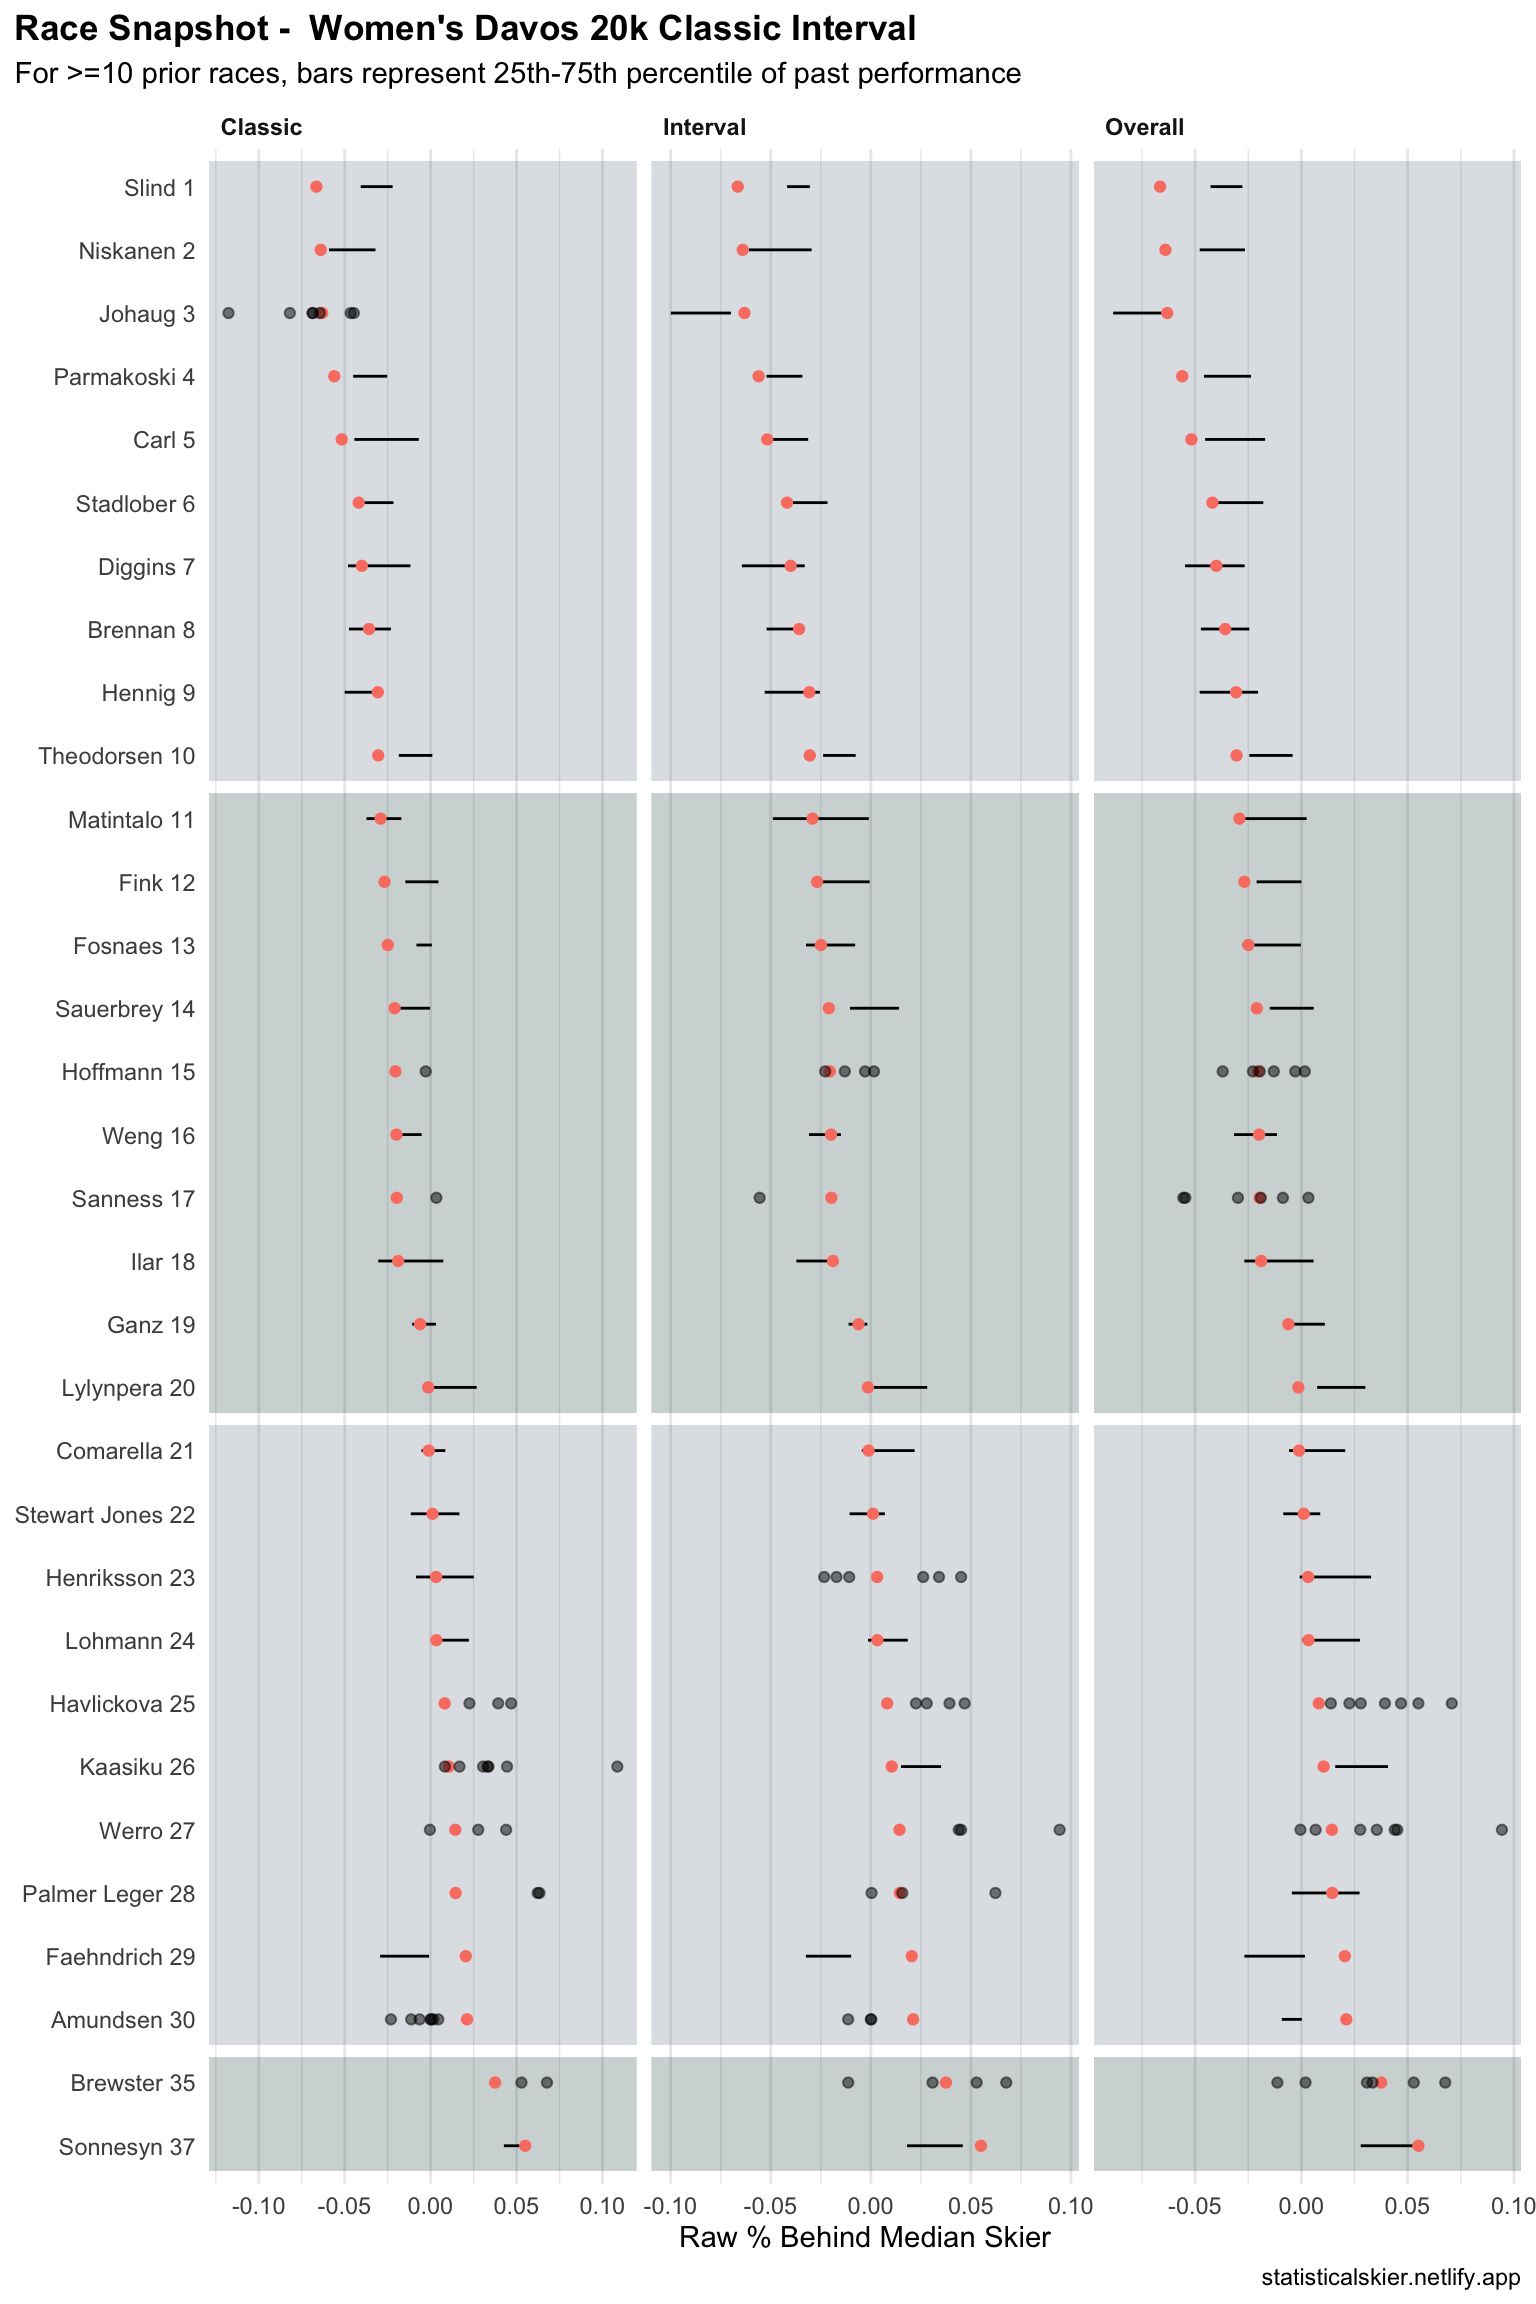 Race Snapshot -  Women's Davos 20k Classic Interval
For >=10 prior races, bars represent 25th-75th percentile of past performance
Classic Interval Overall
Slind 1
Niskanen 2
Johaug 3
Parmakoski 4
Carl 5
Stadlober 6
Diggins 7
Brennan 8
Hennig 9
Theodorsen 10
Matintalo 11
Fink 12
Fosnaes 13
Sauerbrey 14
Hoffmann 15
Weng 16
Sanness 17
Ilar 18
Ganz 19
Lylynpera 20
Comarella 21
Stewart Jones 22
Henriksson 23
Lohmann 24
Havlickova 25
Kaasiku 26
Werro 27
Palmer Leger 28
Faehndrich 29
Amundsen 30
Brewster 35
Sonnesyn 37
-0.10 -0.05 0.00 0.05 0.10 -0.10 -0.05 0.00 0.05 0.10 -0.05 0.00 0.05 0.10
Raw % Behind Median Skier
statisticalskier.netlify.app